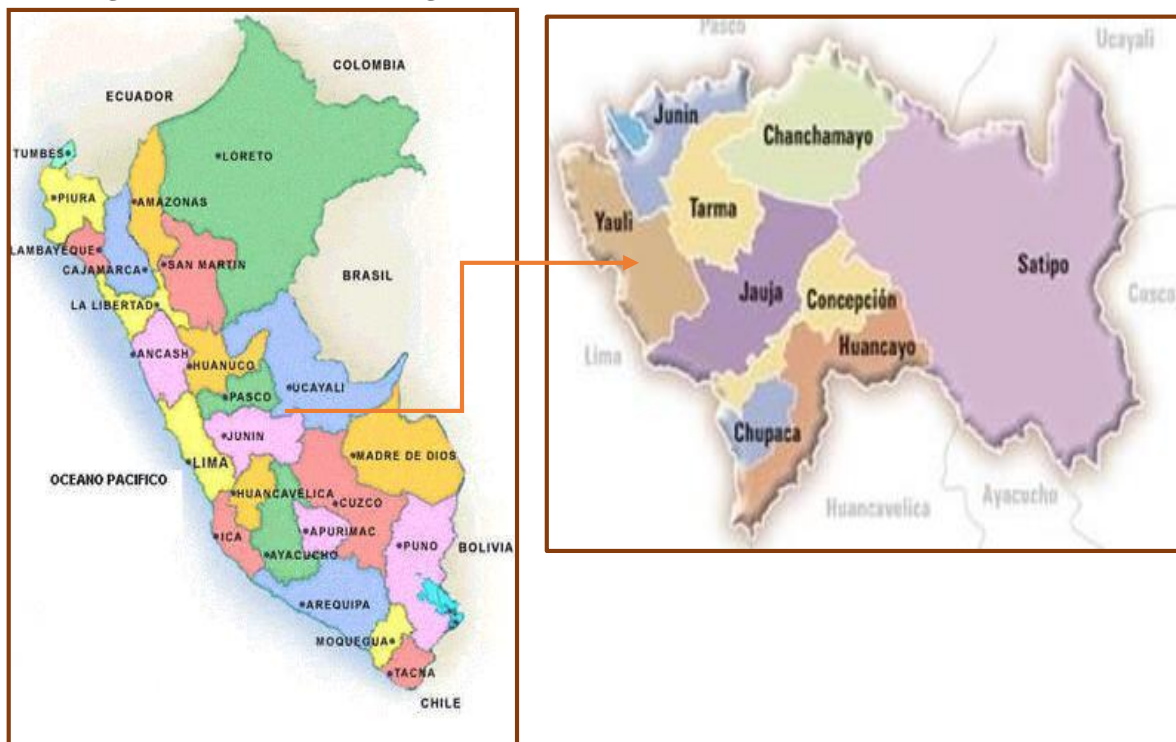 COLOMBIA
ECUADOR
TUMBES
LORETO
PIURA
AMAZONAS
LAMBAYEQUE
SAN MARTIN
CAJAMARCA
BRASIL
LA LIBERTAD
ANCASH
HUANUCO
UCAYALI
PASCO
JUNIN
LIMA
MADRE DE DIOS
OCEANO PACIFICO
HUANCAVELICA
CUZCO
ICA
APURIMAC
AYACUCHO
PUNO
BOLIVIA
AREQUIPA
MOQUEGUA
TACNA
CHILE
Pasco
Ucayali
Junin
Chanchamayo
Tarma
Yauli
Satipo
Jauja
Concepción
Cusco
Lima
Huancayo
Chupaca
Huancavelica
Ayacucho